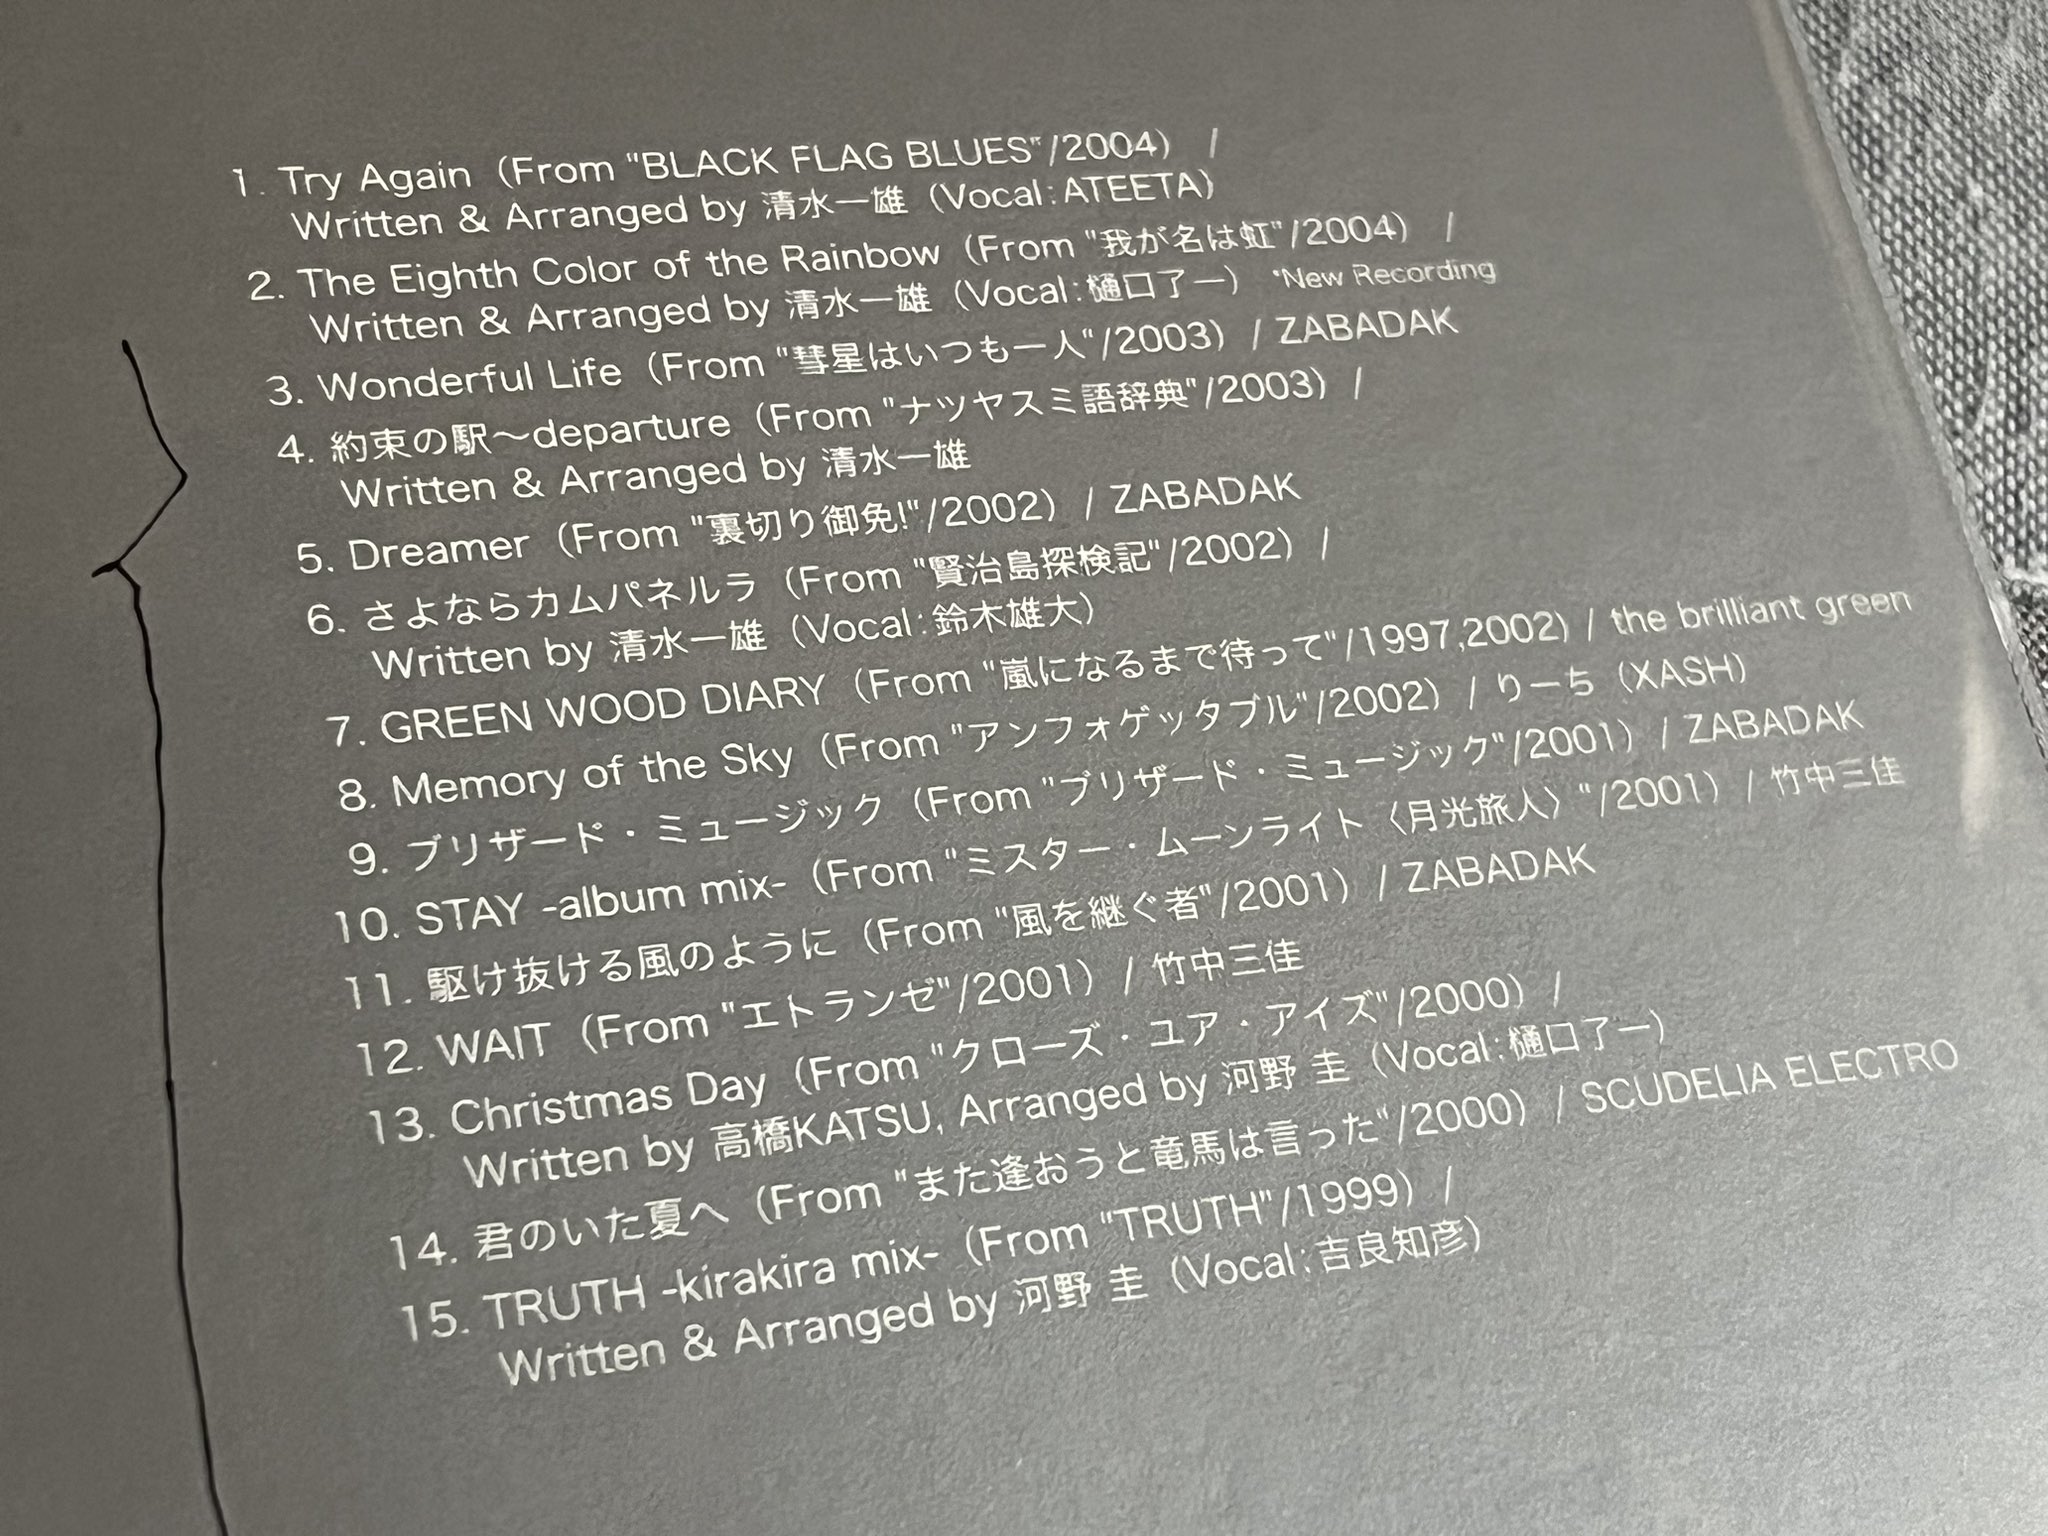 1. Try Again（From "BLACK FLAG BLUES"/2004） /
Written & Arranged by 清水一雄（Vocal:ATEETA）
2. The Eighth Color of the Rainbow（From "我が名は虹"/2004） /
Written & Arranged by 清水一雄（Vocal:樋口了一） *New Recording
3. Wonderful Life（From "彗星はいつも一人"/2003） / ZABADAK
4. 約束の駅〜departure（From "ナツヤスミ語辞典"/2003） /
Written & Arranged by 清水一雄
5. Dreamer（From "裏切り御免!"/2002） / ZABADAK
6. さよならカムパネルラ（From "賢治島探検記"/2002） /
Written by 清水一雄（Vocal:鈴木雄大）
7. GREEN WOOD DIARY（From "嵐になるまで待って"/1997,2002) / the brilliant green
8. Memory of the Sky（From "アンフォゲッタブル"/2002） / りーち（XASH）
9. ブリザード・ミュージック（From "ブリザード・ミュージック"/2001） / ZABADAK
10. STAY -album mix-（From "ミスター・ムーンライト〈月光旅人〉"/2001） / 竹中三佳
11. 駆け抜ける風のように（From "風を継ぐ者"/2001） / ZABADAK
12. WAIT（From "エトランゼ"/2001） / 竹中三佳
13. Christmas Day（From "クローズ・ユア・アイズ"/2000） /
Written by 高橋KATSU, Arranged by 河野 圭（Vocal:樋口了一）
14. 君のいた夏へ（From "また逢おうと竜馬は言った"/2000） / SCUDELIA ELECTRO
15. TRUTH -kirakira mix-（From "TRUTH"/1999） /
Written & Arranged by 河野 圭（Vocal:吉良知彦）